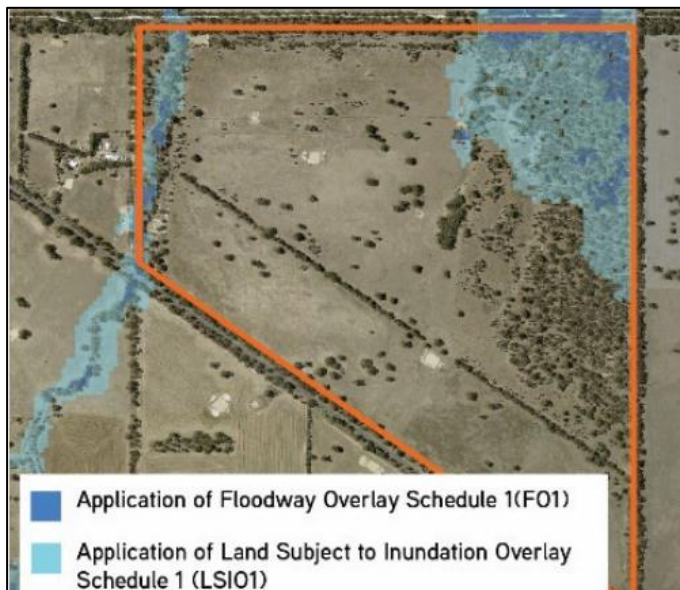 Application of Floodway Overlay Schedule 1(FO1)
Application of Land Subject to Inundation Overlay
Schedule 1 (LSIO1)